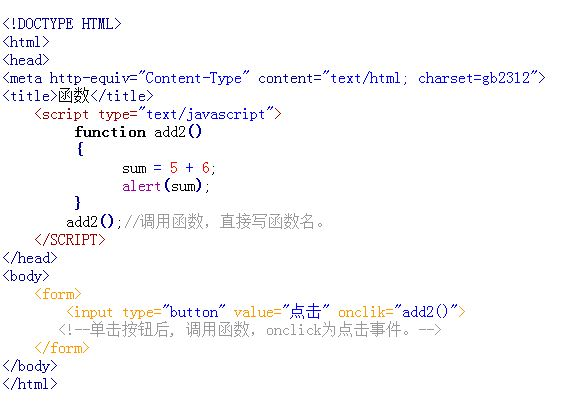 <!DOCTYPE HTML>
<html>
<head>
<meta http-equiv="Content-Type" content="text/html; charset=gb2312">
<title>函数</title>
<script type="text/javascript">
function add2()
{
sum = 5 + 6;
alert(sum);
}
add2();//调用函数，直接写函数名。
</SCRIPT>
</head>
<body>
<form>
<input type="button" value="点击" onclik="add2()">
<!--单击按钮后, 调用函数，onclick为点击事件。-->
</form>
</body>
</html>